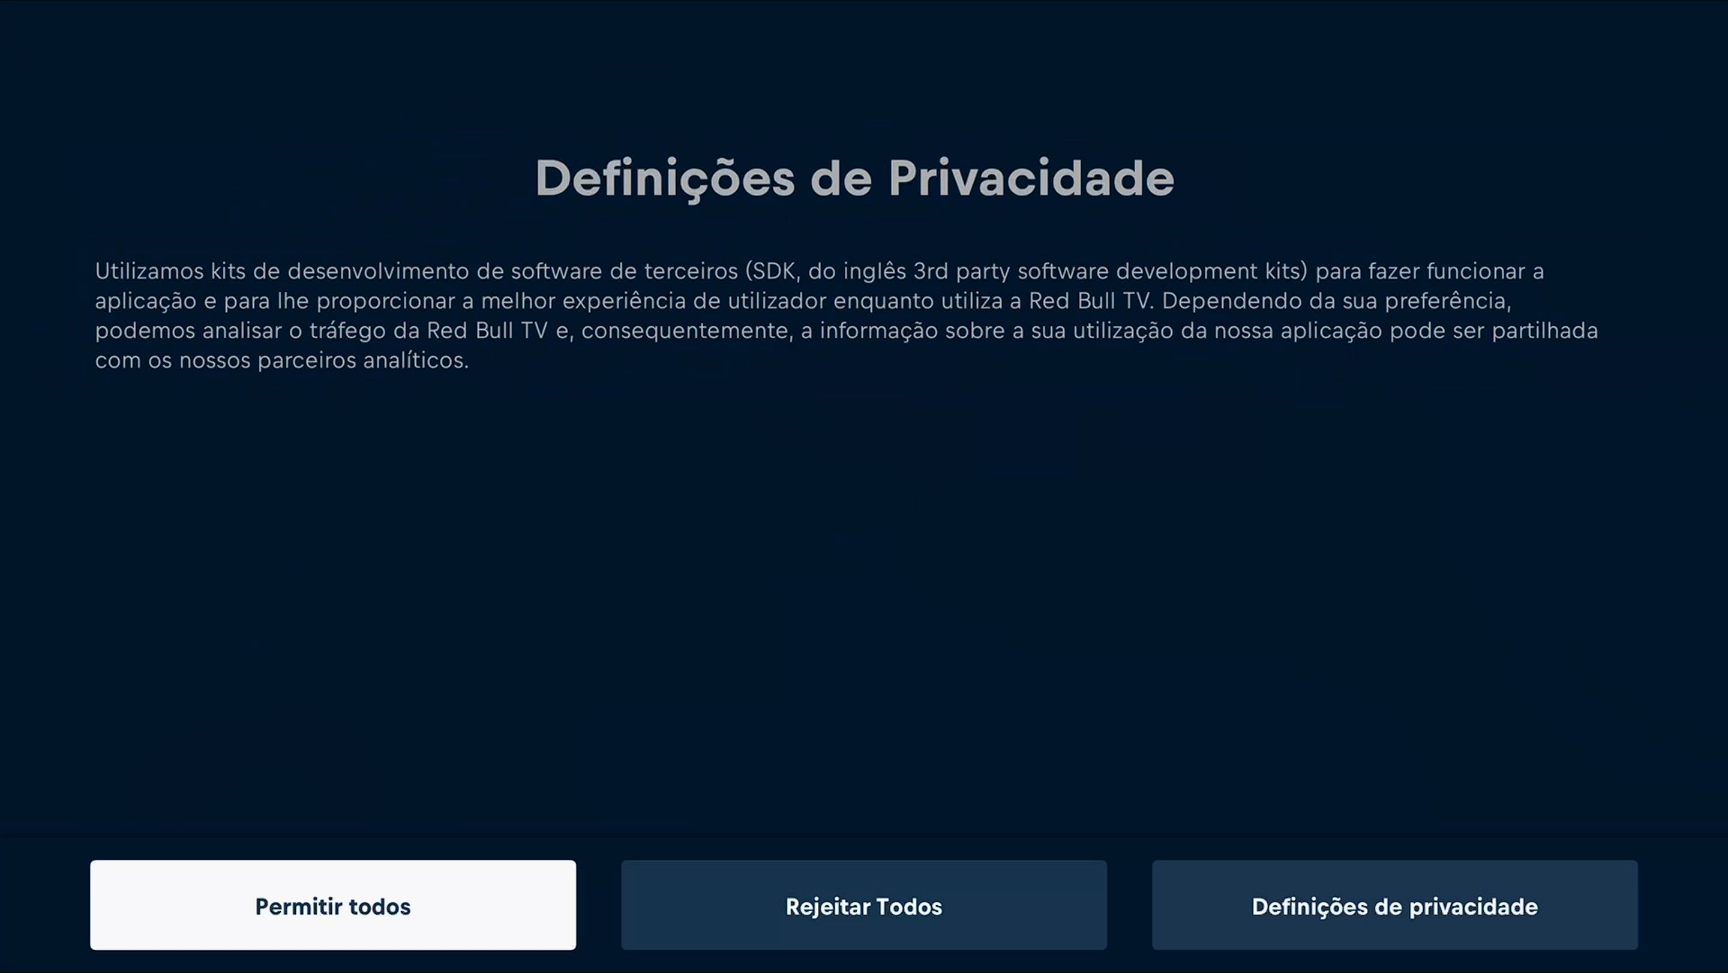 Definições de Privacidade
Utilizamos kits de desenvolvimento de software de terceiros (SDK, do inglês 3rd party software development kits) para fazer funcionar a
aplicação e para lhe proporcionar a melhor experiência de utilizador enquanto utiliza a Red Bull TV. Dependendo da sua preferência,
podemos analisar o tráfego da Red Bull TV e, consequentemente, a informação sobre a sua utilização da nossa aplicação pode ser partilhada
com os nossos parceiros analíticos.
Permitir todos
Rejeitar Todos
Definições de privacidade